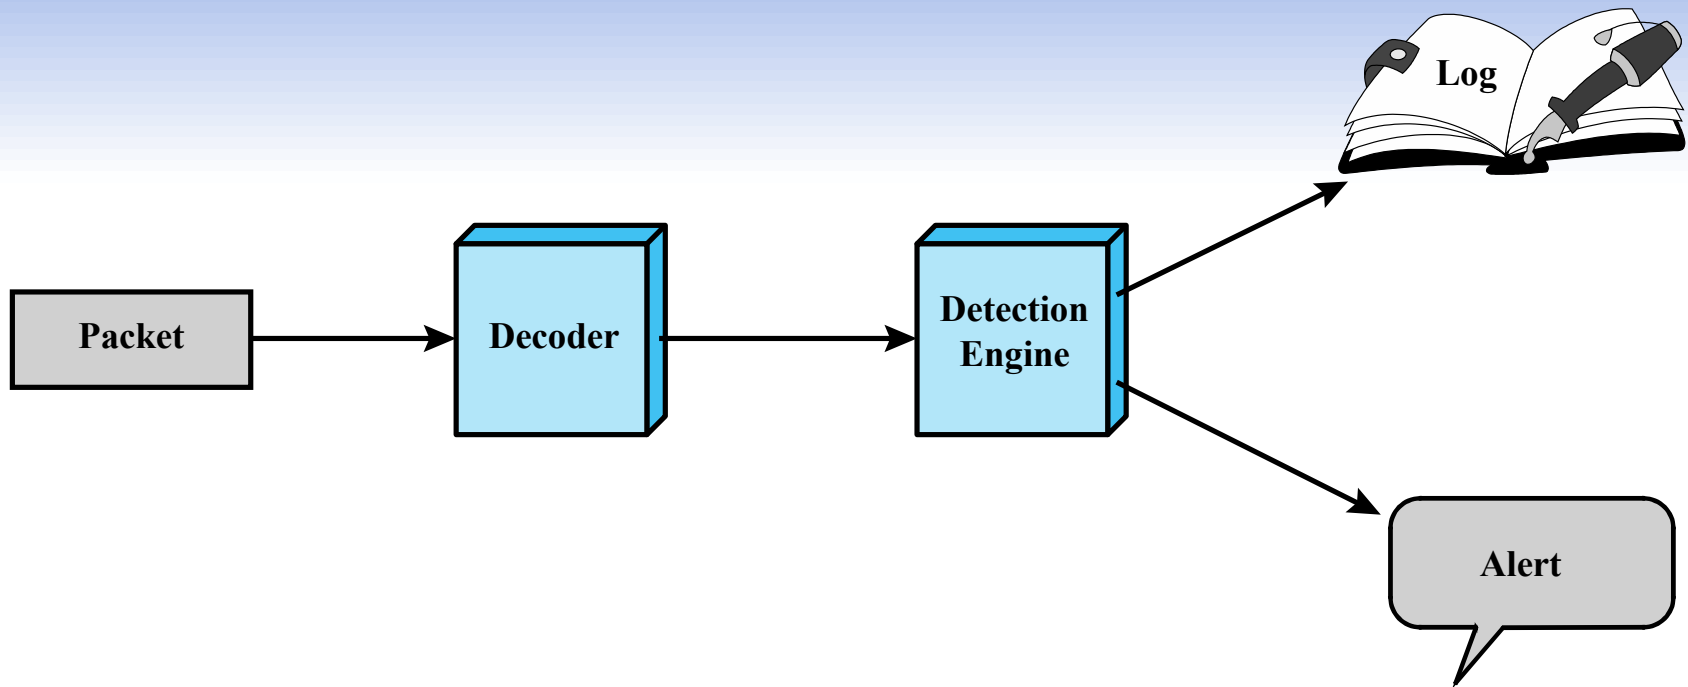 Log
Packet
Decoder
Detection
Engine
Alert